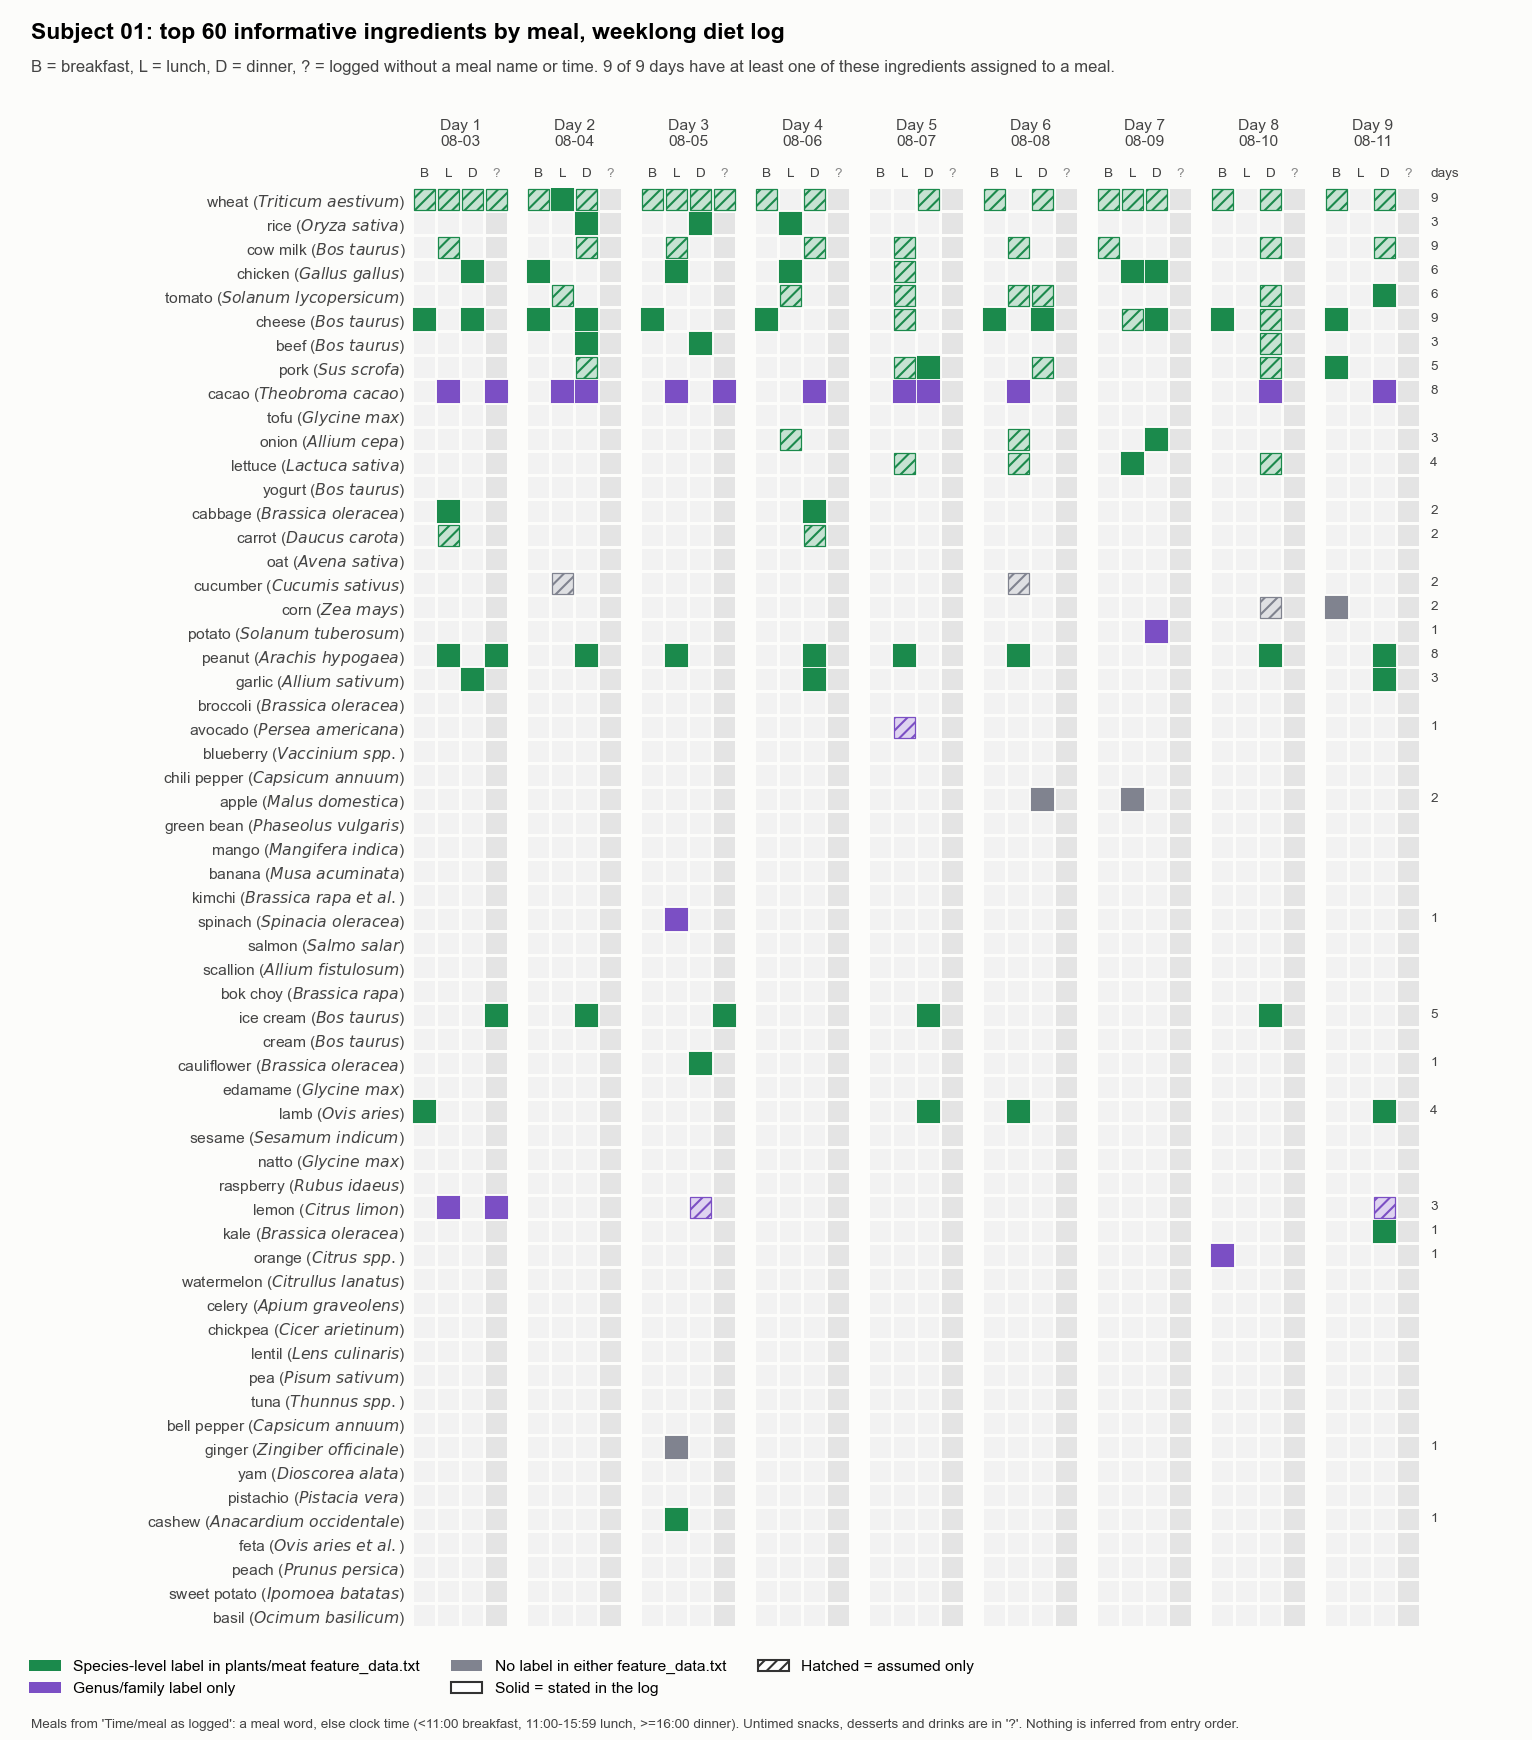 Subject 01: top 60 informative ingredients by meal, weeklong diet log
B = breakfast, L = lunch, D = dinner, ? = logged without a meal name or time. 9 of 9 days have at least one of these ingredients assigned to a meal.
Day 1 Day 2 Day 3 Day 4 Day 5 Day 6 Day 7 Day 8 Day 9
08-03 08-04 08-05 08-06 08-07 08-08 08-09 08-10 08-11
B L D ? B L D ? B L D ? B L D ? B L D ? B L D ? B L D ? B L D ? B L D ? days
wheat (Triticum aestivum) 9
rice (Oryza sativa) 3
cow milk (Bos taurus) 9
chicken (Gallus gallus) 6
tomato (Solanum lycopersicum) 6
cheese (Bos taurus) 9
beef (Bos taurus) 3
pork (Sus scrofa) 5
cacao (Theobroma cacao) 8
tofu (Glycine max)
onion (Allium cepa) 3
lettuce (Lactuca sativa) 4
yogurt (Bos taurus)
cabbage (Brassica oleracea) 2
carrot (Daucus carota) 2
oat (Avena sativa)
cucumber (Cucumis sativus) 2
corn (Zea mays) 2
potato (Solanum tuberosum) 1
peanut (Arachis hypogaea) 8
garlic (Allium sativum) 3
broccoli (Brassica oleracea)
avocado (Persea americana) 1
blueberry (Vaccinium spp. )
chili pepper (Capsicum annuum)
apple (Malus domestica) 2
green bean (Phaseolus vulgaris)
mango (Mangifera indica)
banana (Musa acuminata)
kimchi (Brassica rapa et al. )
spinach (Spinacia oleracea) 1
salmon (Salmo salar)
scallion (Allium fistulosum)
bok choy (Brassica rapa)
ice cream (Bos taurus) 5
cream (Bos taurus)
cauliflower (Brassica oleracea) 1
edamame (Glycine max)
lamb (Ovis aries) 4
sesame (Sesamum indicum)
natto (Glycine max)
raspberry (Rubus idaeus)
lemon (Citrus limon) 3
kale (Brassica oleracea) 1
orange (Citrus spp. ) 1
watermelon (Citrullus lanatus)
celery (Apium graveolens)
chickpea (Cicer arietinum)
lentil (Lens culinaris)
pea (Pisum sativum)
tuna (Thunnus spp. )
bell pepper (Capsicum annuum)
ginger (Zingiber officinale) 1
yam (Dioscorea alata)
pistachio (Pistacia vera)
cashew (Anacardium occidentale) 1
feta (Ovis aries et al. )
peach (Prunus persica)
sweet potato (Ipomoea batatas)
basil (Ocimum basilicum)
Species-level label in plants/meat feature_data.txt No label in either feature_data.txt Hatched = assumed only
Genus/family label only Solid = stated in the log
Meals from 'Time/meal as logged': a meal word, else clock time (<11:00 breakfast, 11:00-15:59 lunch, >=16:00 dinner). Untimed snacks, desserts and drinks are in '?'. Nothing is inferred from entry order.